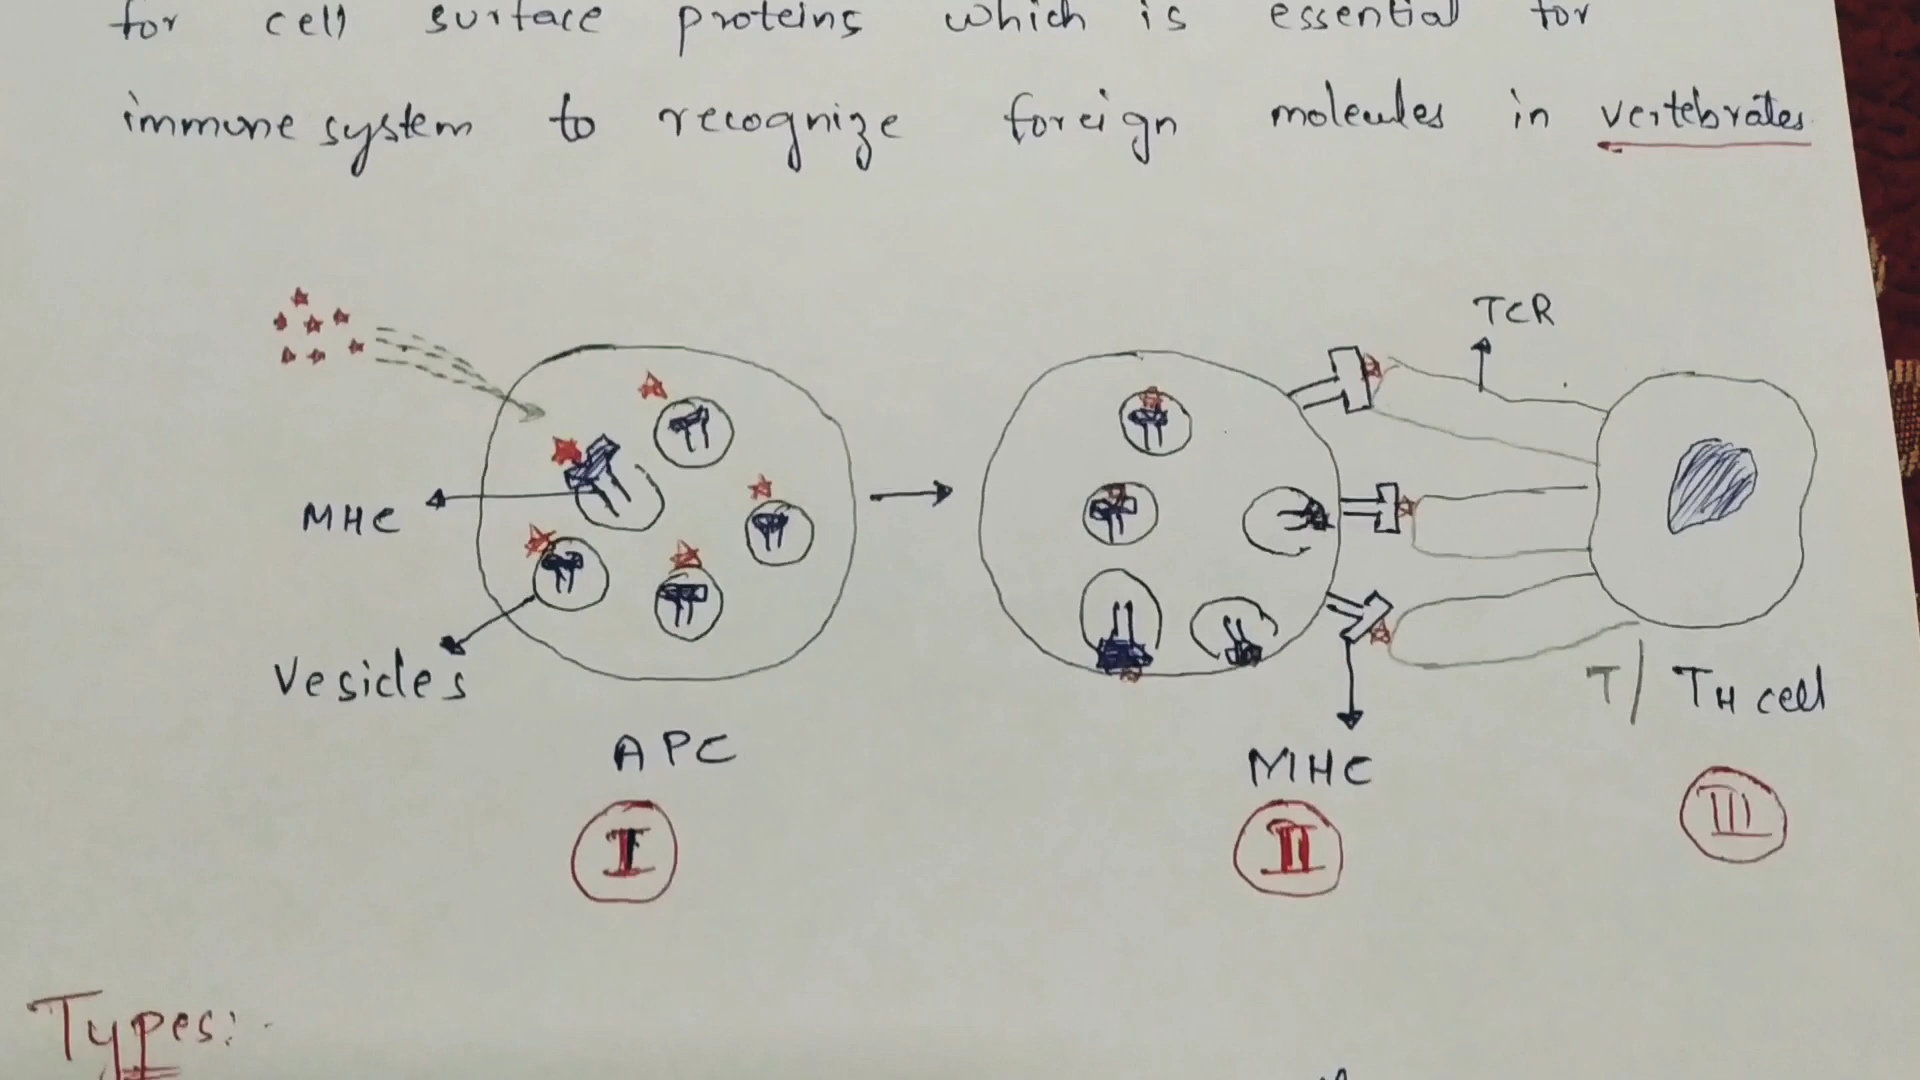 for cell surface proteins which is essential for
immune system to recognize foreign molecules in vertebrates
TCR
MHC
Vesicles
T/ TH cell
APC
MHC
I
II
III
Types: